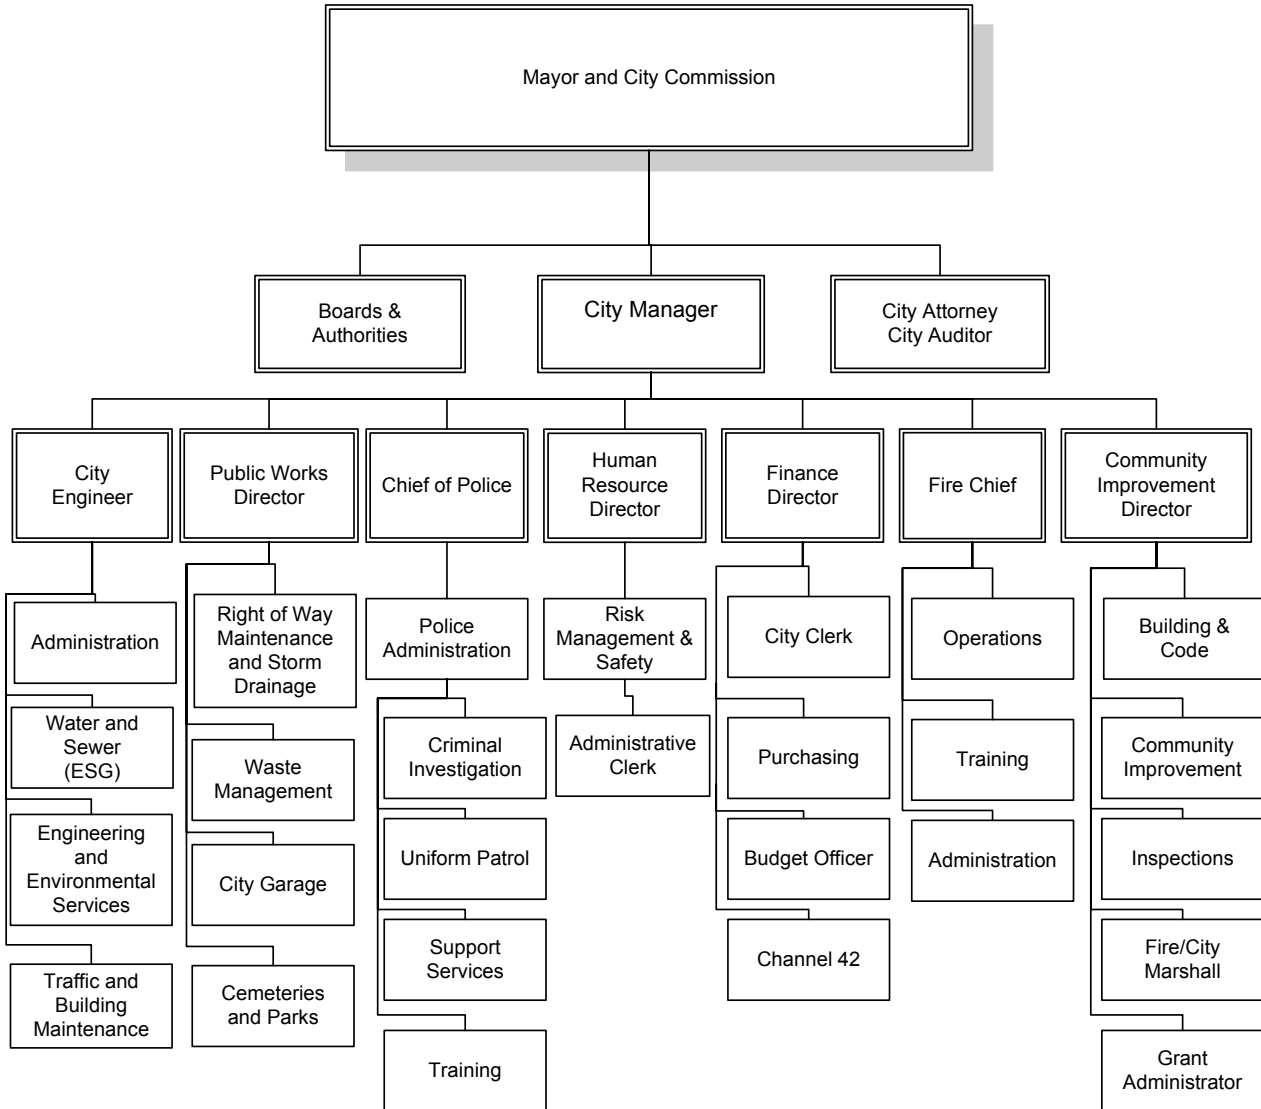 Mayor and City Commission
Boards &
Authorities
City Manager
City Attorney
City Auditor
City
Engineer
Public Works
Director
Chief of Police
Human
Resource
Director
Finance
Director
Fire Chief
Community
Improvement
Director
Administration
Water and
Sewer
(ESG)
Engineering
and
Environmental
Services
Traffic and
Building
Maintenance
Right of Way
Maintenance
and Storm
Drainage
Waste
Management
City Garage
Cemeteries
and Parks
Police
Administration
Criminal
Investigation
Uniform Patrol
Support
Services
Training
Risk
Management &
Safety
Administrative
Clerk
City Clerk
Purchasing
Budget Officer
Channel 42
Operations
Training
Administration
Building &
Code
Community
Improvement
Inspections
Fire/City
Marshall
Grant
Administrator